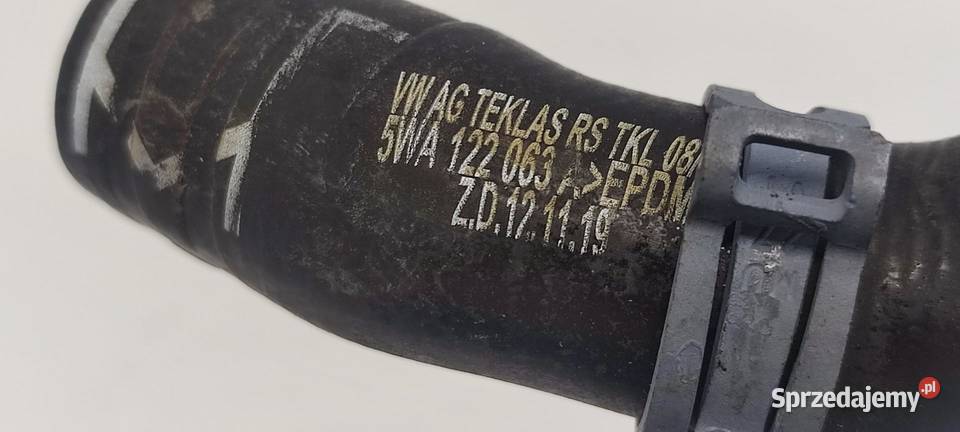 VW AG TEKLAS RS TKL 08/
5WA 122 063 A >EPDM
Z.D.12.11.19
Sprzedajemy.pl